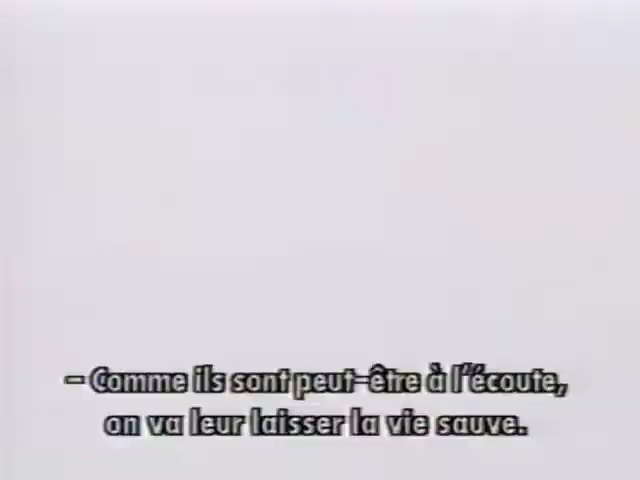 – Comme ils sont peut-être à l'écoute,
on va leur laisser la vie sauve.